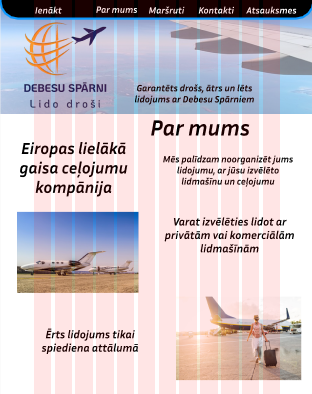 Ienākt Par mums Maršruti Kontakti Atsauksmes
DEBESU SPĀRNI
Lido droši
Garantēts drošs, ātrs un lēts
lidojums ar Debesu Spārniem
Par mums
Eiropas lielākā
gaisa ceļojumu
kompānija
Mēs palīdzam noorganizēt jums
lidojumu, ar jūsu izvēlēto
lidmašīnu un ceļojumu
Varat izvēlēties lidot ar
privātām vai komerciālām
lidmašīnām
Ērts lidojums tikai
spiediena attālumā